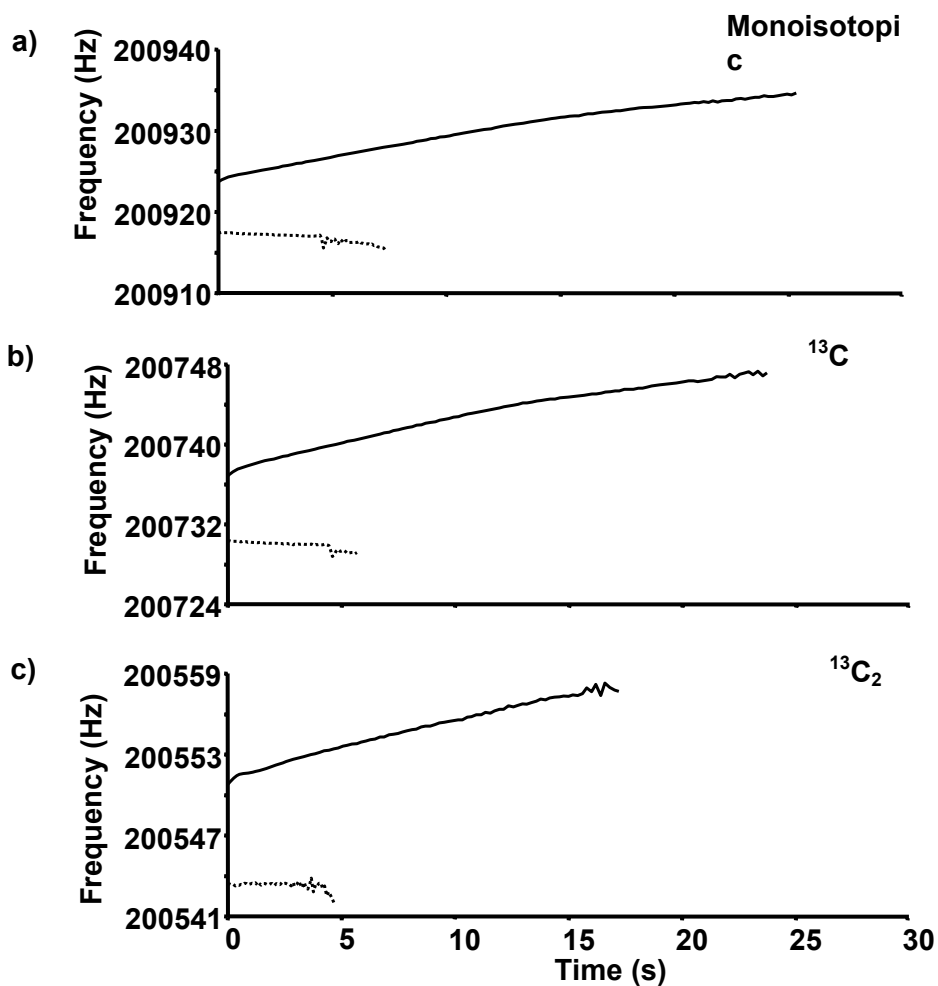 a)
Monoisotopi
c
Frequency (Hz)
200940
200930
200920
200910
b)
¹³C
Frequency (Hz)
200748
200740
200732
200724
c)
¹³C₂
Frequency (Hz)
200559
200553
200547
200541
0 5 10 15 20 25 30
Time (s)